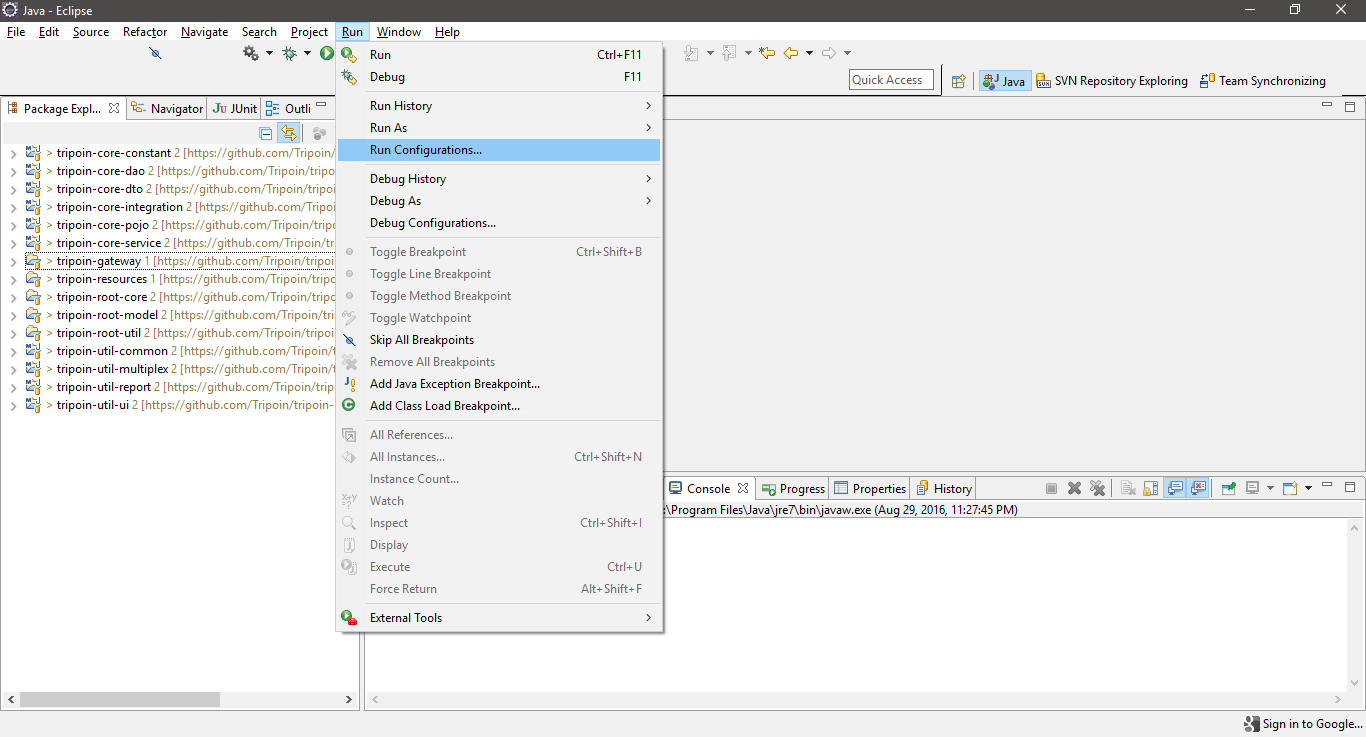 Java - Eclipse
File Edit Source Refactor Navigate Search Project Run Window Help
Quick Access
Java
SVN Repository Exploring
Team Synchronizing
Package Expl...
Navigator
JUnit
Outli
> tripoin-core-constant 2 [https://github.com/Tripoin/
> tripoin-core-dao 2 [https://github.com/Tripoin/tripo
> tripoin-core-dto 2 [https://github.com/Tripoin/tripo
> tripoin-core-integration 2 [https://github.com/Tripoi
> tripoin-core-pojo 2 [https://github.com/Tripoin/tripo
> tripoin-core-service 2 [https://github.com/Tripoin/tr
> tripoin-gateway 1 [https://github.com/Tripoin/tripoi
> tripoin-resources 1 [https://github.com/Tripoin/tripo
> tripoin-root-core 2 [https://github.com/Tripoin/tripo
> tripoin-root-model 2 [https://github.com/Tripoin/tri
> tripoin-root-util 2 [https://github.com/Tripoin/tripoi
> tripoin-util-common 2 [https://github.com/Tripoin/t
> tripoin-util-multiplex 2 [https://github.com/Tripoin/t
> tripoin-util-report 2 [https://github.com/Tripoin/trip
> tripoin-util-ui 2 [https://github.com/Tripoin/tripoin-
Run Ctrl+F11
Debug F11
Run History
Run As
Run Configurations...
Debug History
Debug As
Debug Configurations...
Toggle Breakpoint Ctrl+Shift+B
Toggle Line Breakpoint
Toggle Method Breakpoint
Toggle Watchpoint
Skip All Breakpoints
Remove All Breakpoints
Add Java Exception Breakpoint...
Add Class Load Breakpoint...
All References...
All Instances... Ctrl+Shift+N
Instance Count...
Watch
Inspect Ctrl+Shift+I
Display
Execute Ctrl+U
Force Return Alt+Shift+F
External Tools
Console
Progress
Properties
History
:\Program Files\Java\jre7\bin\javaw.exe (Aug 29, 2016, 11:27:45 PM)
Sign in to Google...